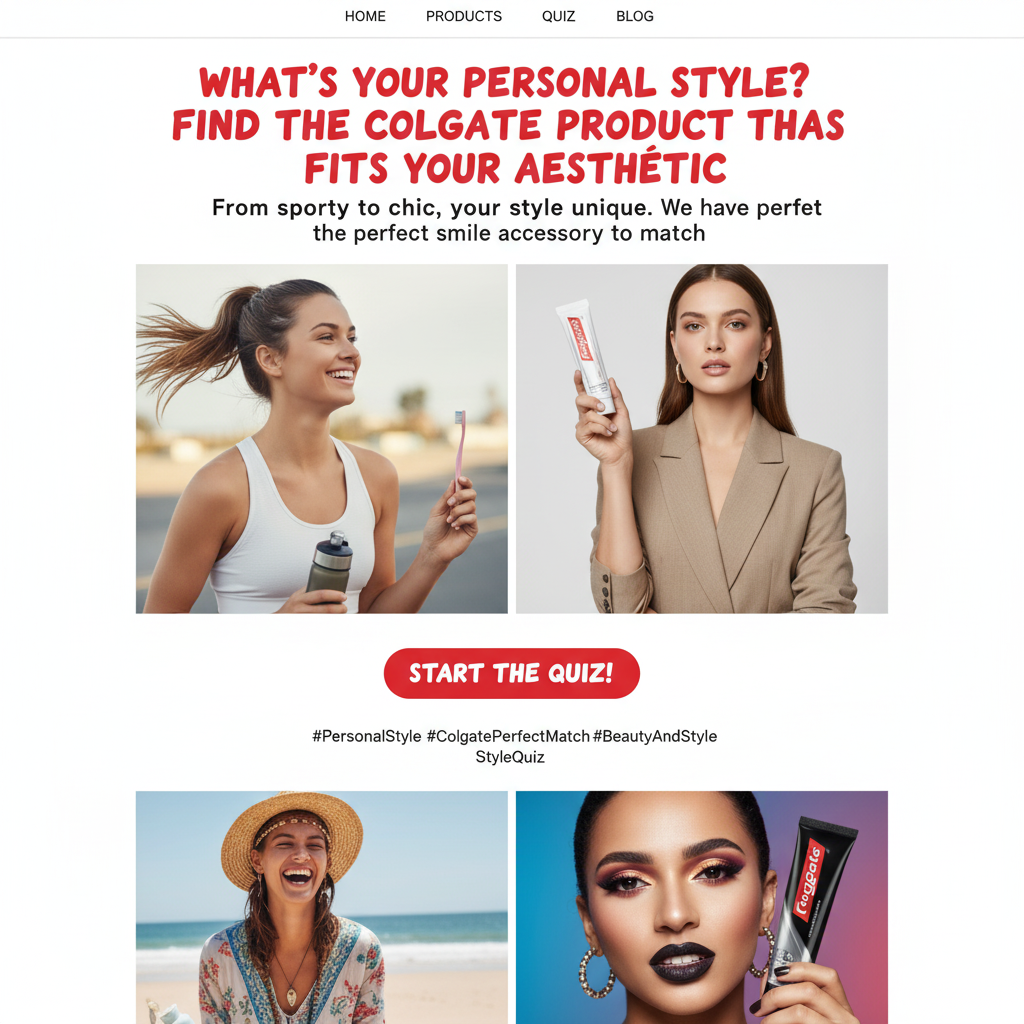 HOME PRODUCTS QUIZ BLOG
WHAT'S YOUR PERSONAL STYLE?
FIND THE COLGATE PRODUCT THAS
FITS YOUR AESTHÉTIC
From sporty to chic, your style unique. We have perfet
the perfect smile accessory to match
START THE QUIZ!
#PersonalStyle #ColgatePerfectMatch #BeautyAndStyle
StyleQuiz
Colgate